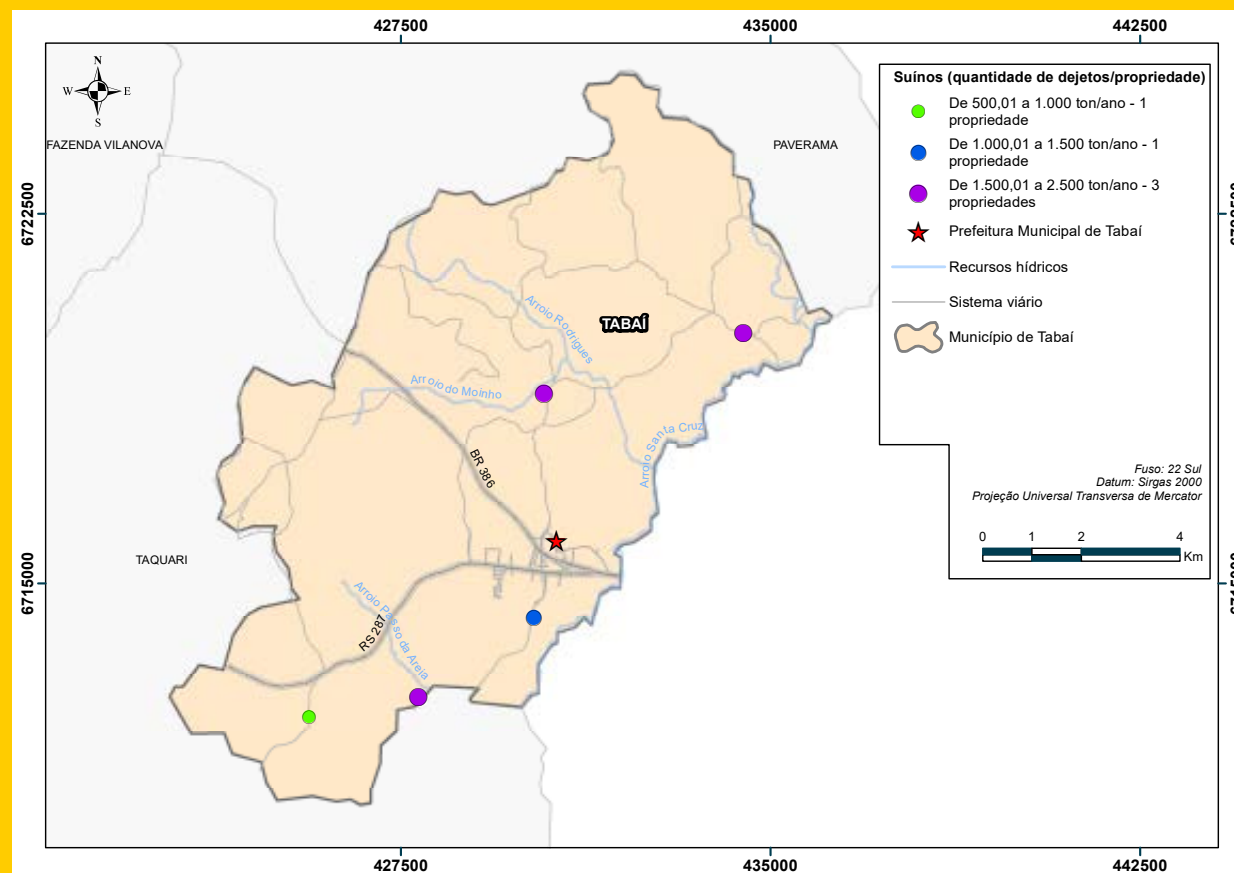 427500
435000
442500
N
W
E
S
FAZENDA VILANOVA
PAVERAMA
6722500
Suínos (quantidade de dejetos/propriedade)
De 500,01 a 1.000 ton/ano - 1
propriedade
De 1.000,01 a 1.500 ton/ano - 1
propriedade
De 1.500,01 a 2.500 ton/ano - 3
propriedades
Prefeitura Municipal de Tabaí
Recursos hídricos
Sistema viário
Município de Tabaí
Arroio Rodrigues
TABAÍ
Arroio do Moinho
Arroio Santa Cruz
BR 386
Fuso: 22 Sul
Datum: Sirgas 2000
Projeção Universal Transversa de Mercator
0 1 2 4
Km
TAQUARI
6715000
Arroio Passo da Areia
RS 287
427500
435000
442500